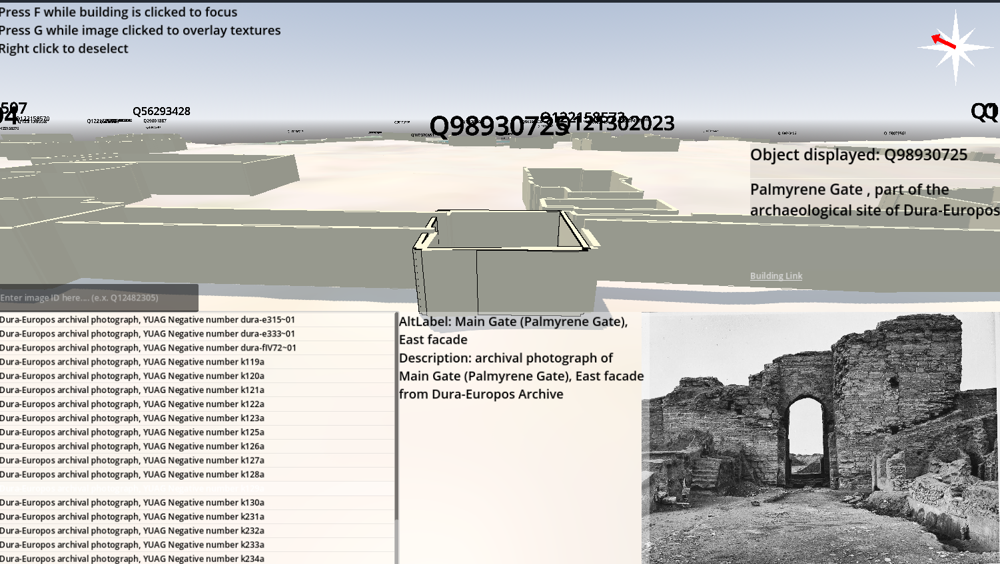 Press F while building is clicked to focus
Press G while image clicked to overlay textures
Right click to deselect
Q56293428
Q122158570
Q29001887
Q98930725
Q122158572
Q121302023
Object displayed: Q98930725
Palmyrene Gate , part of the
archaeological site of Dura-Europos
Building Link
Enter image ID here.... (e.x. Q12482305)
Dura-Europos archival photograph, YUAG Negative number dura-e315~01
Dura-Europos archival photograph, YUAG Negative number dura-e333~01
Dura-Europos archival photograph, YUAG Negative number dura-fIV72~01
Dura-Europos archival photograph, YUAG Negative number k119a
Dura-Europos archival photograph, YUAG Negative number k120a
Dura-Europos archival photograph, YUAG Negative number k121a
Dura-Europos archival photograph, YUAG Negative number k122a
Dura-Europos archival photograph, YUAG Negative number k123a
Dura-Europos archival photograph, YUAG Negative number k125a
Dura-Europos archival photograph, YUAG Negative number k126a
Dura-Europos archival photograph, YUAG Negative number k127a
Dura-Europos archival photograph, YUAG Negative number k128a
Dura-Europos archival photograph, YUAG Negative number k130a
Dura-Europos archival photograph, YUAG Negative number k231a
Dura-Europos archival photograph, YUAG Negative number k232a
Dura-Europos archival photograph, YUAG Negative number k233a
Dura-Europos archival photograph, YUAG Negative number k234a
AltLabel: Main Gate (Palmyrene Gate),
East facade
Description: archival photograph of
Main Gate (Palmyrene Gate), East facade
from Dura-Europos Archive